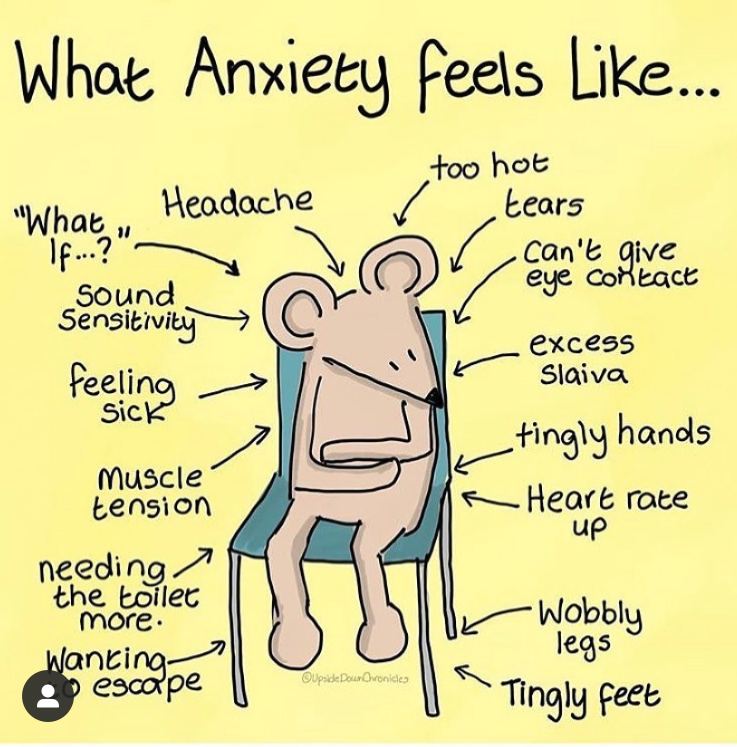 What Anxiety feels Like...
too hot
Headache
tears
"What
If...?"
Can't give
eye contact
Sound
Sensitivity
excess
Slaiva
feeling
sick
tingly hands
Muscle
tension
Heart rate
up
needing
the toilet
more.
Wobbly
legs
Wanting
escape
Tingly feet
©UpsideDownChronicles